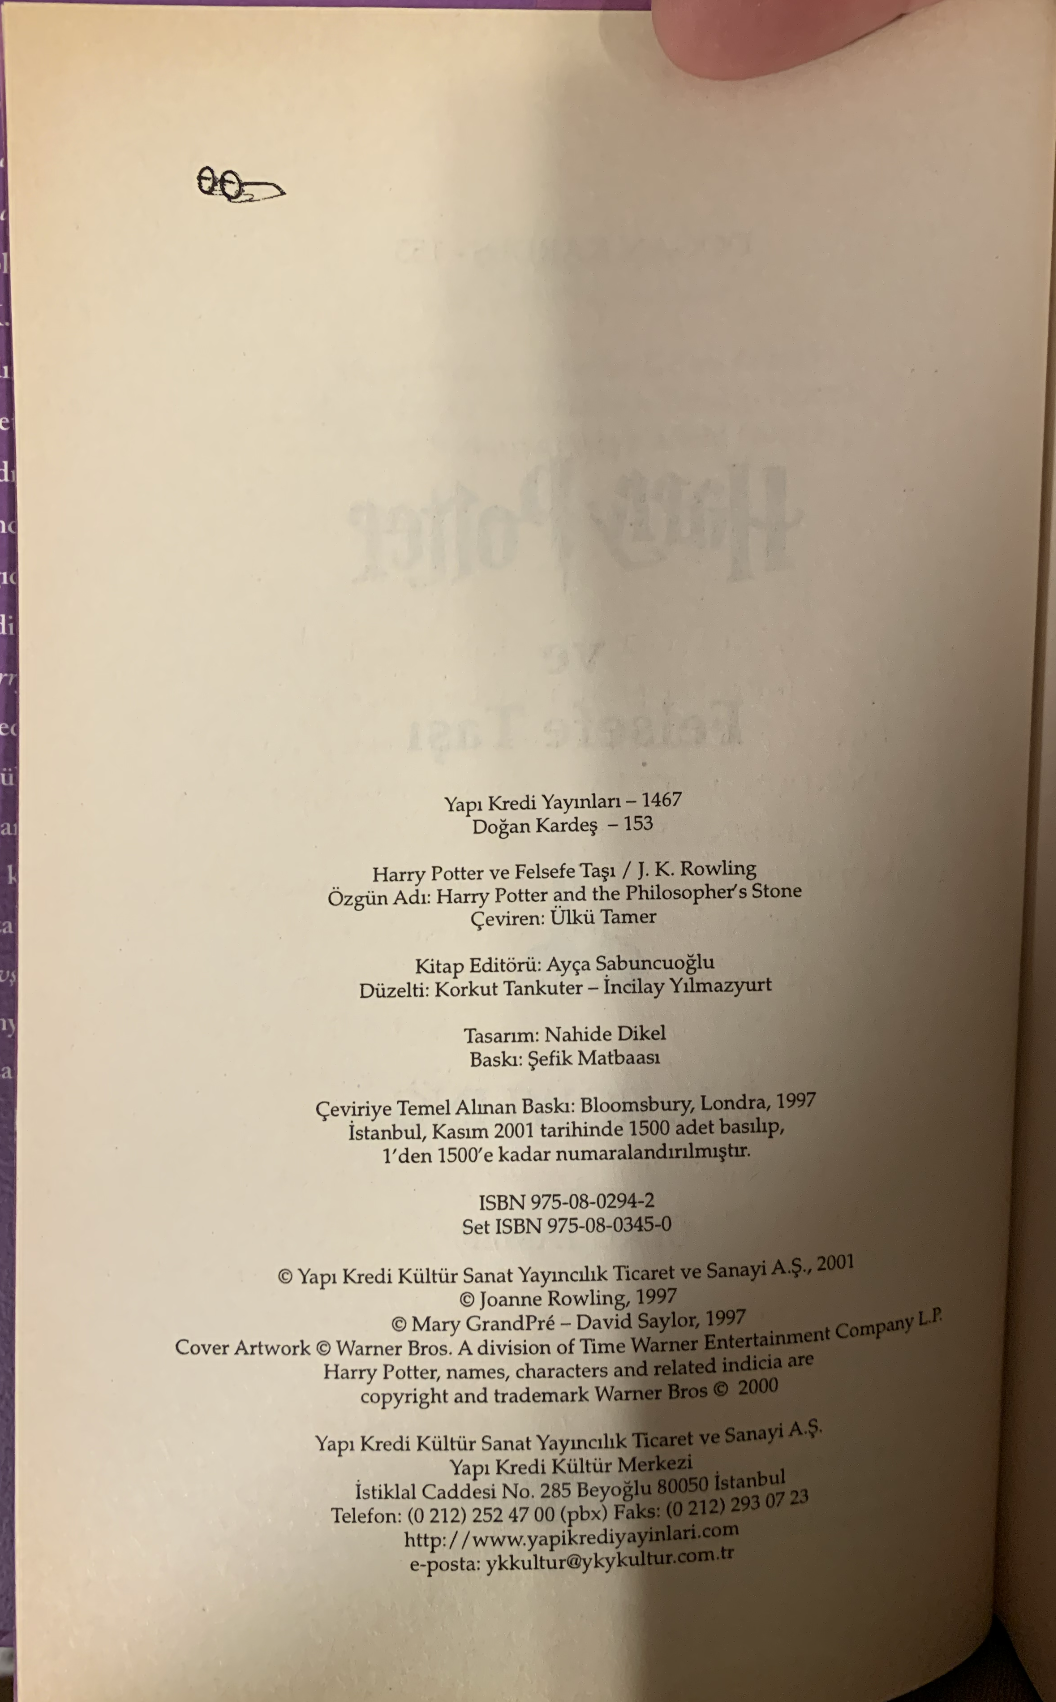 Yapı Kredi Yayınları – 1467
Doğan Kardeş – 153
Harry Potter ve Felsefe Taşı / J. K. Rowling
Özgün Adı: Harry Potter and the Philosopher's Stone
Çeviren: Ülkü Tamer
Kitap Editörü: Ayça Sabuncuoğlu
Düzelti: Korkut Tankuter – İncilay Yılmazyurt
Tasarım: Nahide Dikel
Baskı: Şefik Matbaası
Çeviriye Temel Alınan Baskı: Bloomsbury, Londra, 1997
İstanbul, Kasım 2001 tarihinde 1500 adet basılıp,
1'den 1500'e kadar numaralandırılmıştır.
ISBN 975-08-0294-2
Set ISBN 975-08-0345-0
© Yapı Kredi Kültür Sanat Yayıncılık Ticaret ve Sanayi A.Ş., 2001
© Joanne Rowling, 1997
© Mary GrandPré – David Saylor, 1997
Cover Artwork © Warner Bros. A division of Time Warner Entertainment Company L.P.
Harry Potter, names, characters and related indicia are
copyright and trademark Warner Bros © 2000
Yapı Kredi Kültür Sanat Yayıncılık Ticaret ve Sanayi A.Ş.
Yapı Kredi Kültür Merkezi
İstiklal Caddesi No. 285 Beyoğlu 80050 İstanbul
Telefon: (0 212) 252 47 00 (pbx) Faks: (0 212) 293 07 23
http://www.yapikrediyayinlari.com
e-posta: ykkultur@ykykultur.com.tr